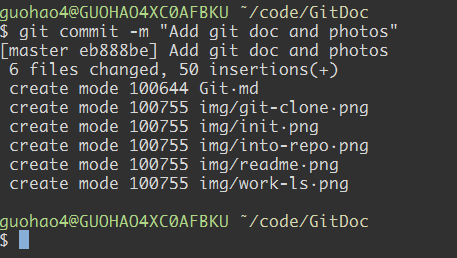 guohao4@GUOHAO4XC0AFBKU ~/code/GitDoc
$ git commit -m "Add git doc and photos"
[master eb888be] Add git doc and photos
 6 files changed, 50 insertions(+)
 create mode 100644 Git.md
 create mode 100755 img/git-clone.png
 create mode 100755 img/init.png
 create mode 100755 img/into-repo.png
 create mode 100755 img/readme.png
 create mode 100755 img/work-ls.png
guohao4@GUOHAO4XC0AFBKU ~/code/GitDoc
$